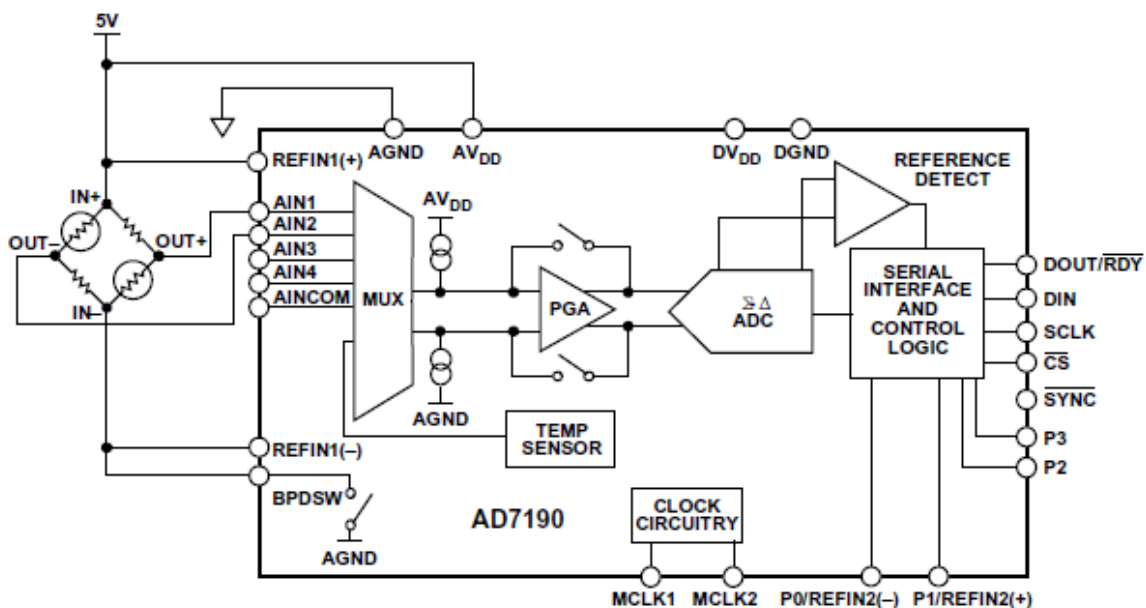 5V
AGND
AVDD
DVDD
DGND
REFERENCE
DETECT
REFIN1(+)
IN+
OUT–
OUT+
IN–
AIN1
AIN2
AIN3
AIN4
AINCOM
MUX
AVDD
AGND
PGA
Σ-Δ
ADC
SERIAL
INTERFACE
AND
CONTROL
LOGIC
DOUT/RDY
DIN
SCLK
CS
SYNC
P3
P2
TEMP
SENSOR
REFIN1(–)
BPDSW
AGND
AD7190
CLOCK
CIRCUITRY
MCLK1
MCLK2
P0/REFIN2(–)
P1/REFIN2(+)